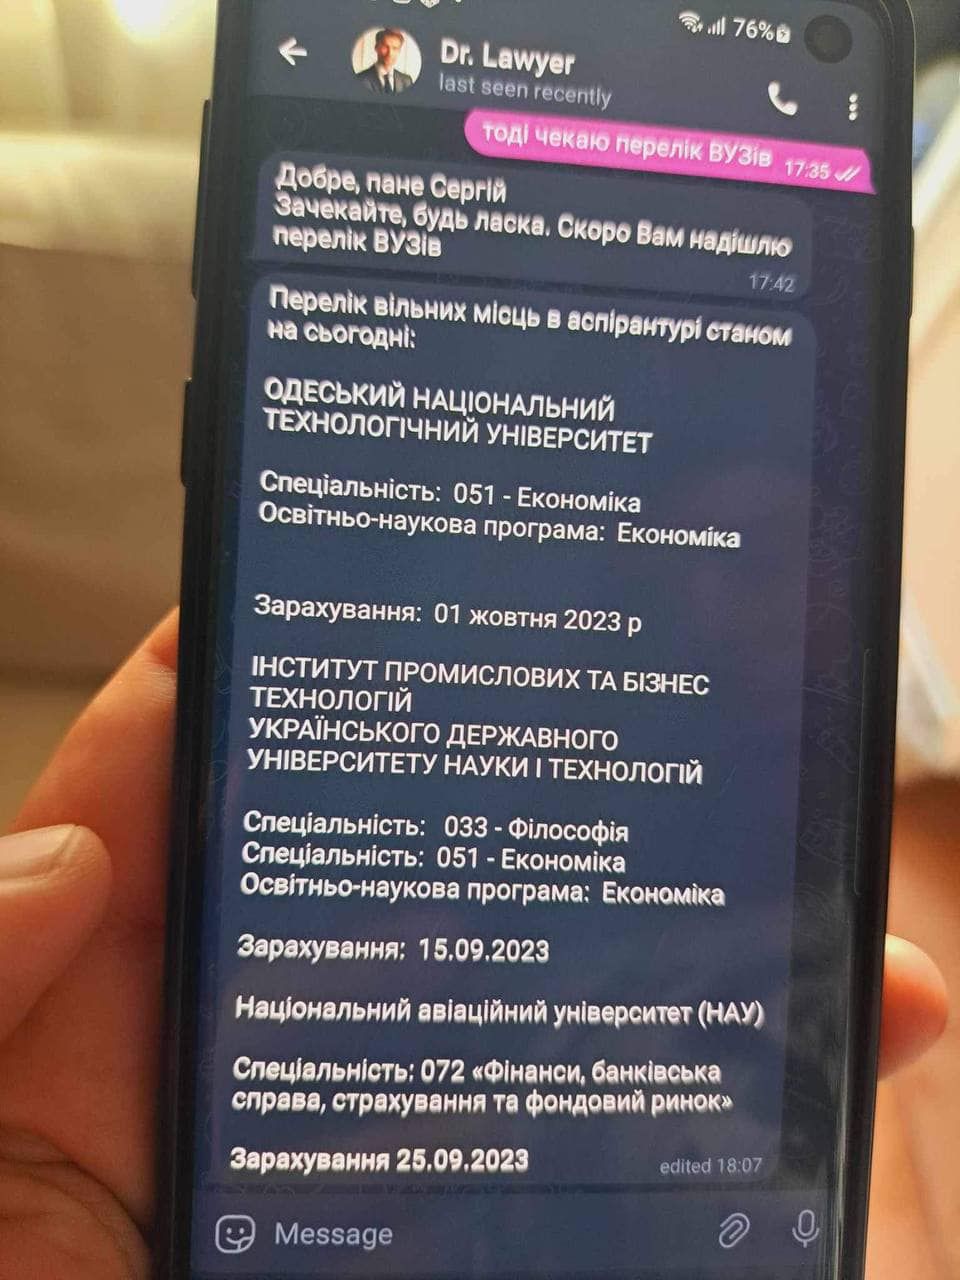 76%
Dr. Lawyer
last seen recently
тоді чекаю перелік ВУЗів 17:35
Добре, пане Сергій
Зачекайте, будь ласка. Скоро Вам надішлю
перелік ВУЗів
17:42
Перелік вільних місць в аспірантурі станом
на сьогодні:
ОДЕСЬКИЙ НАЦІОНАЛЬНИЙ
ТЕХНОЛОГІЧНИЙ УНІВЕРСИТЕТ
Спеціальність: 051 - Економіка
Освітньо-наукова програма: Економіка
Зарахування: 01 жовтня 2023 р
ІНСТИТУТ ПРОМИСЛОВИХ ТА БІЗНЕС
ТЕХНОЛОГІЙ
УКРАЇНСЬКОГО ДЕРЖАВНОГО
УНІВЕРСИТЕТУ НАУКИ І ТЕХНОЛОГІЙ
Спеціальність: 033 - Філософія
Спеціальність: 051 - Економіка
Освітньо-наукова програма: Економіка
Зарахування: 15.09.2023
Національний авіаційний університет (НАУ)
Спеціальність: 072 «Фінанси, банківська
справа, страхування та фондовий ринок»
Зарахування 25.09.2023
edited 18:07
Message